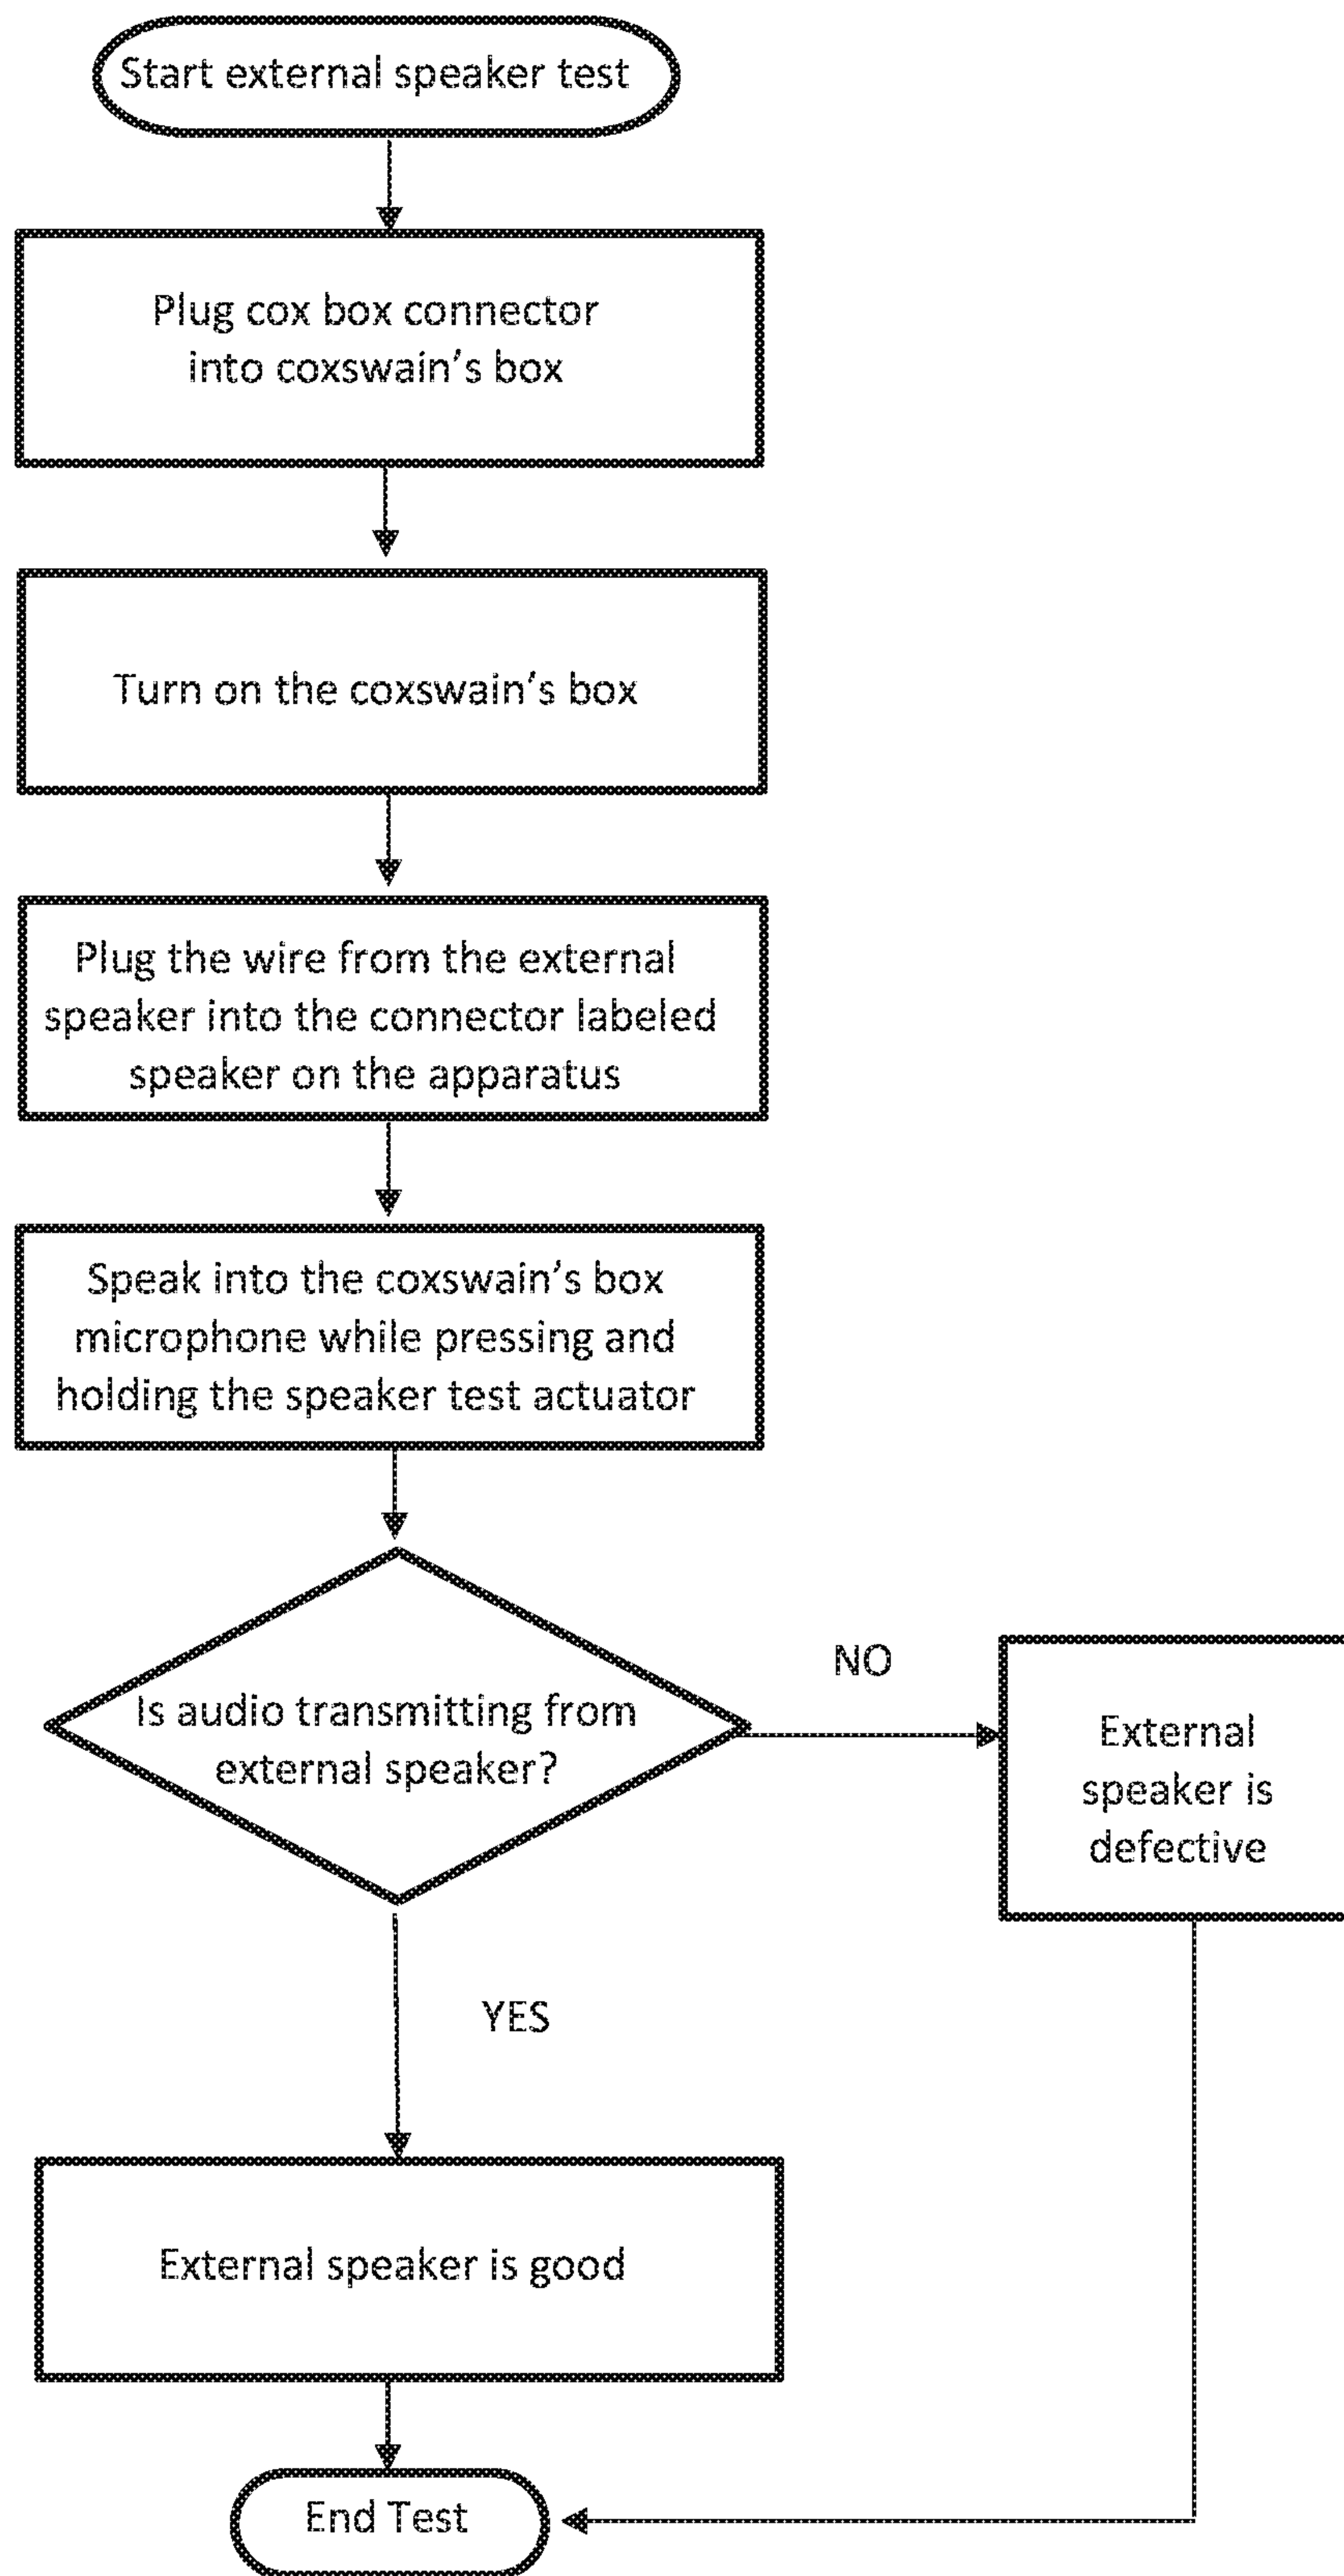 Start external speaker test
Plug cox box connector
into coxswain's box
Turn on the coxswain's box
Plug the wire from the external
speaker into the connector labeled
speaker on the apparatus
Speak into the coxswain's box
microphone while pressing and
holding the speaker test actuator
Is audio transmitting from
external speaker?
NO
External
speaker is
defective
YES
External speaker is good
End Test